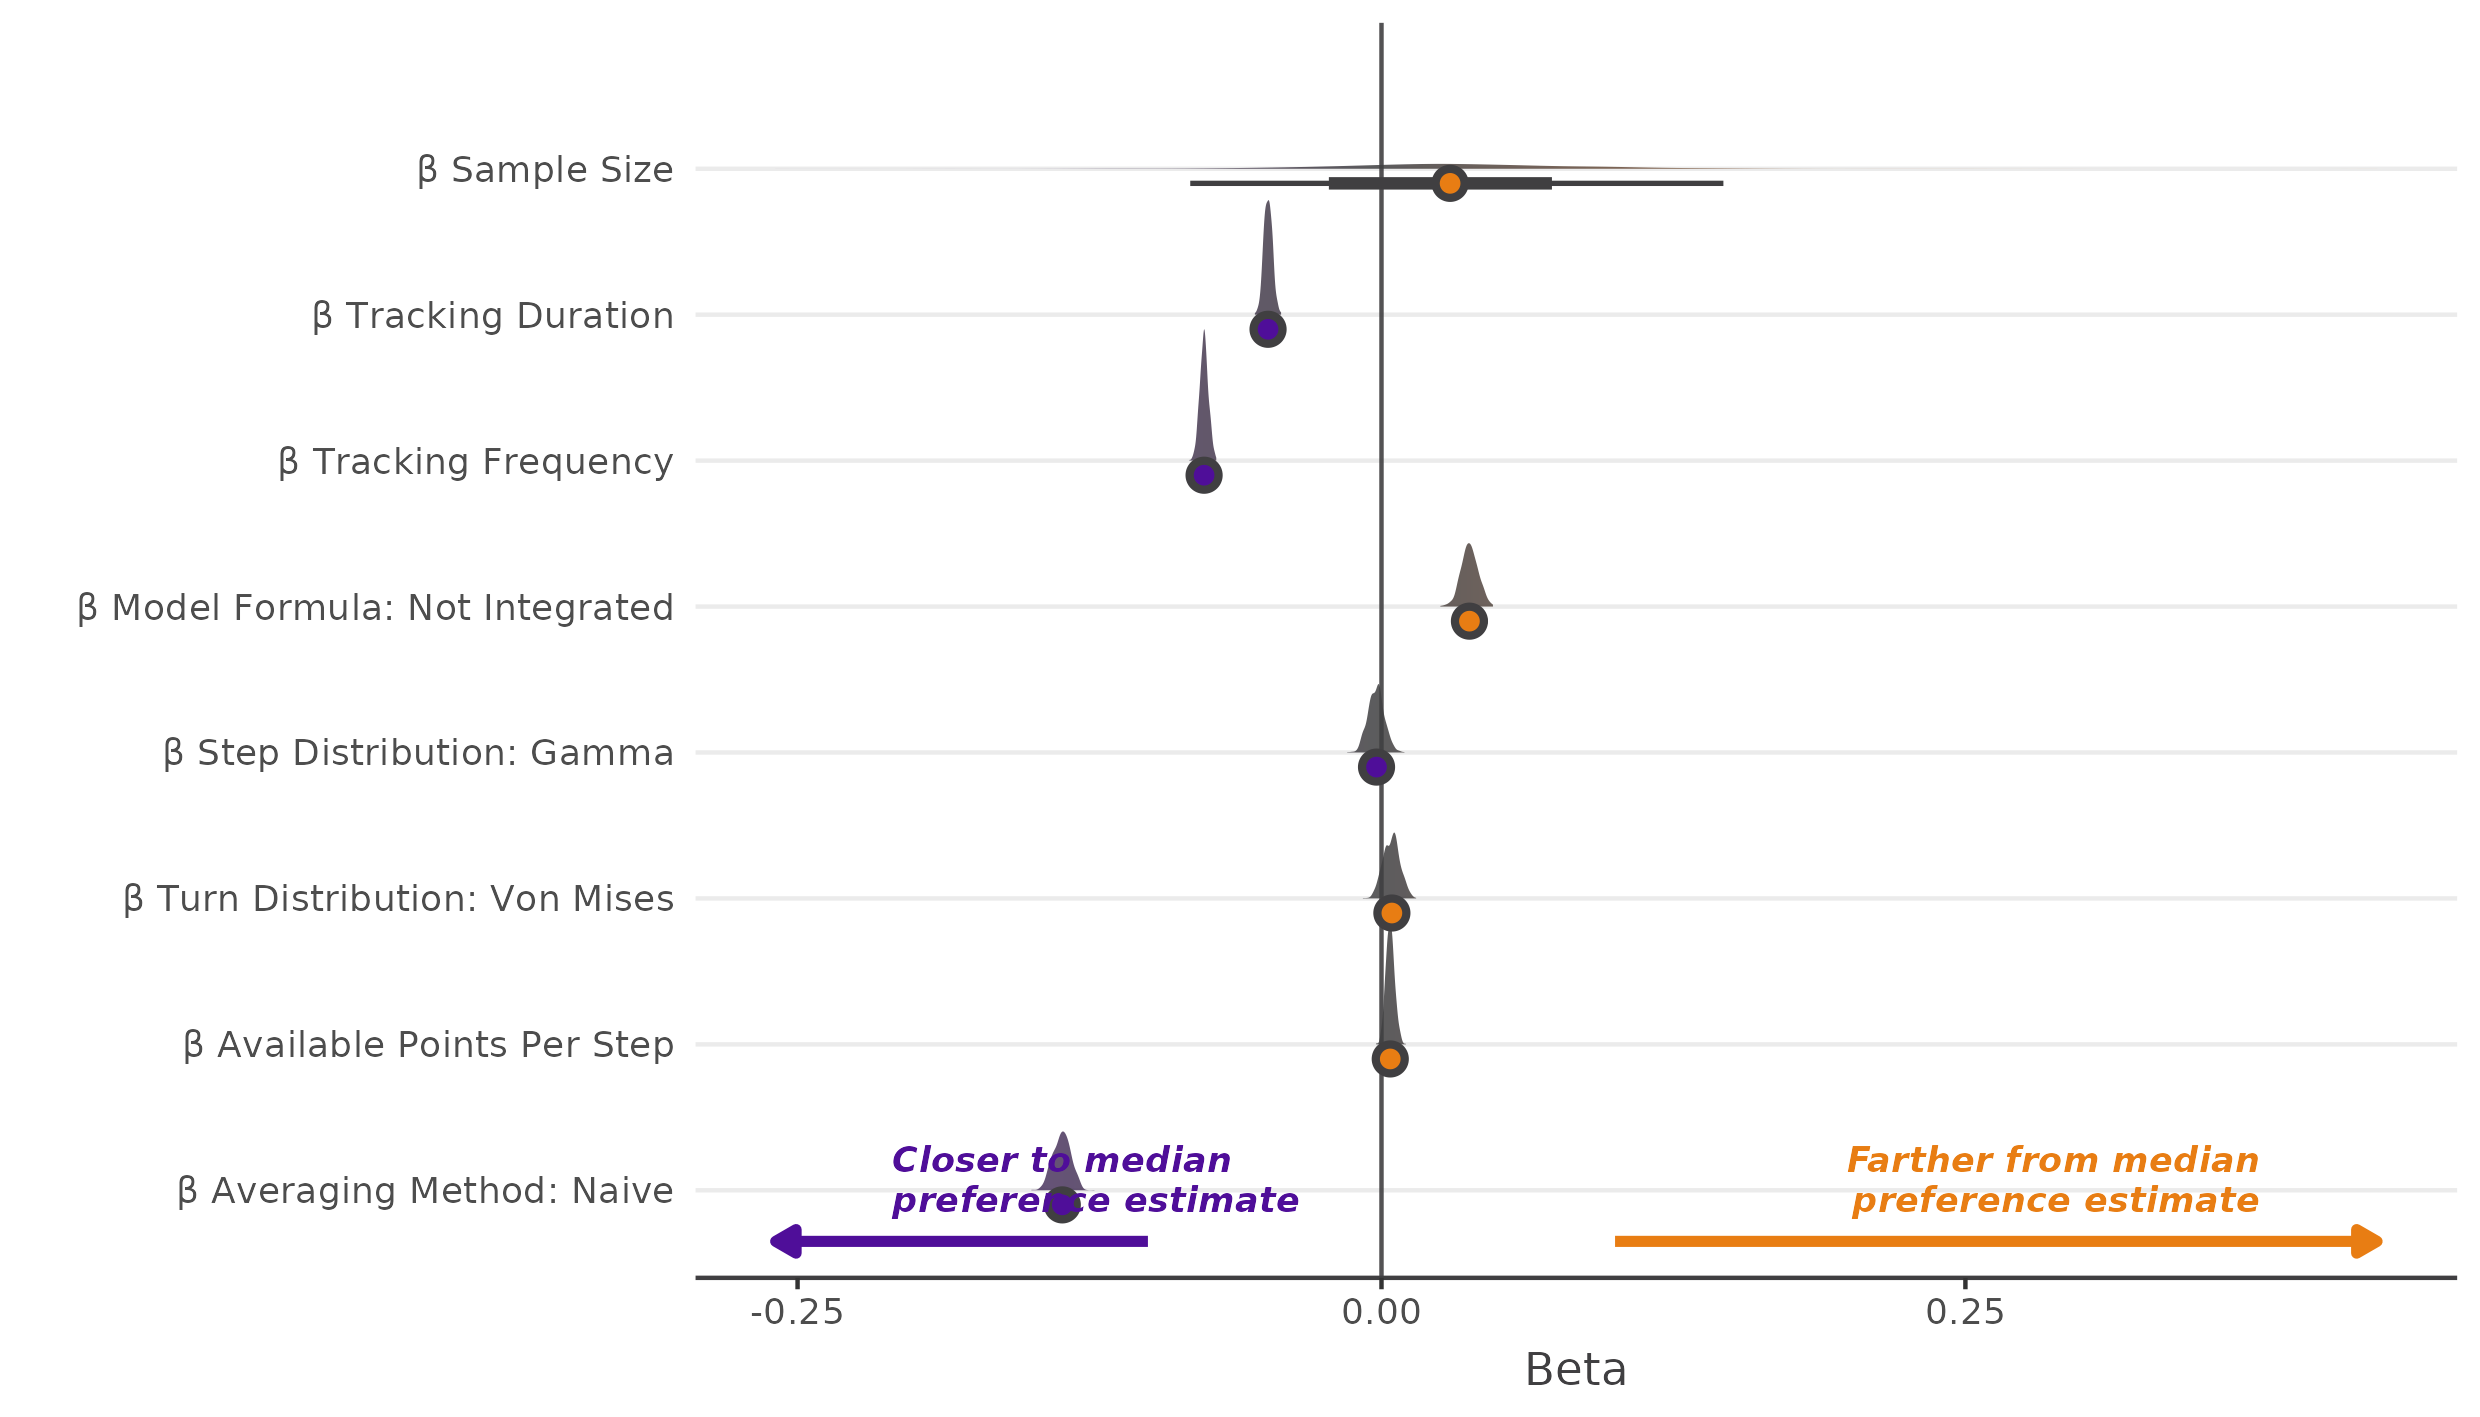 β Sample Size
β Tracking Duration
β Tracking Frequency
β Model Formula: Not Integrated
β Step Distribution: Gamma
β Turn Distribution: Von Mises
β Available Points Per Step
β Averaging Method: Naive
Closer to median
preference estimate
Farther from median
preference estimate
-0.25
0.00
0.25
Beta